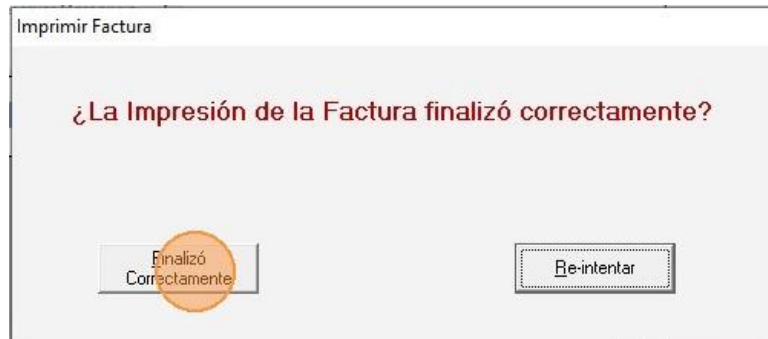 Imprimir Factura
¿La Impresión de la Factura finalizó correctamente?
Finalizó
Correctamente
Re-intentar